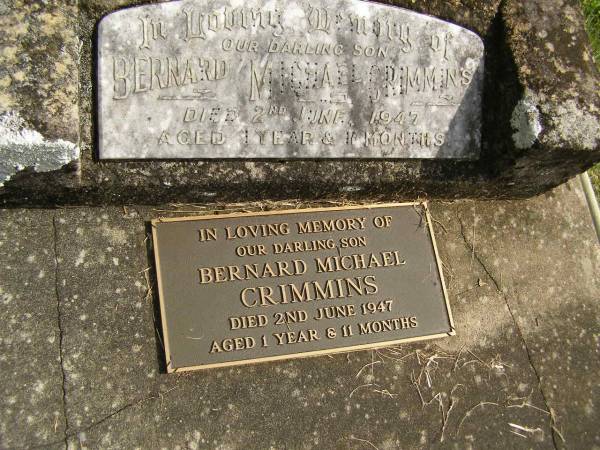 In Loving Memory of
OUR DARLING SON
BERNARD MICHAEL CRIMMINS
DIED 2ND JUNE 1947
AGED 1 YEAR & 11 MONTHS
IN LOVING MEMORY OF
OUR DARLING SON
BERNARD MICHAEL
CRIMMINS
DIED 2ND JUNE 1947
AGED 1 YEAR & 11 MONTHS